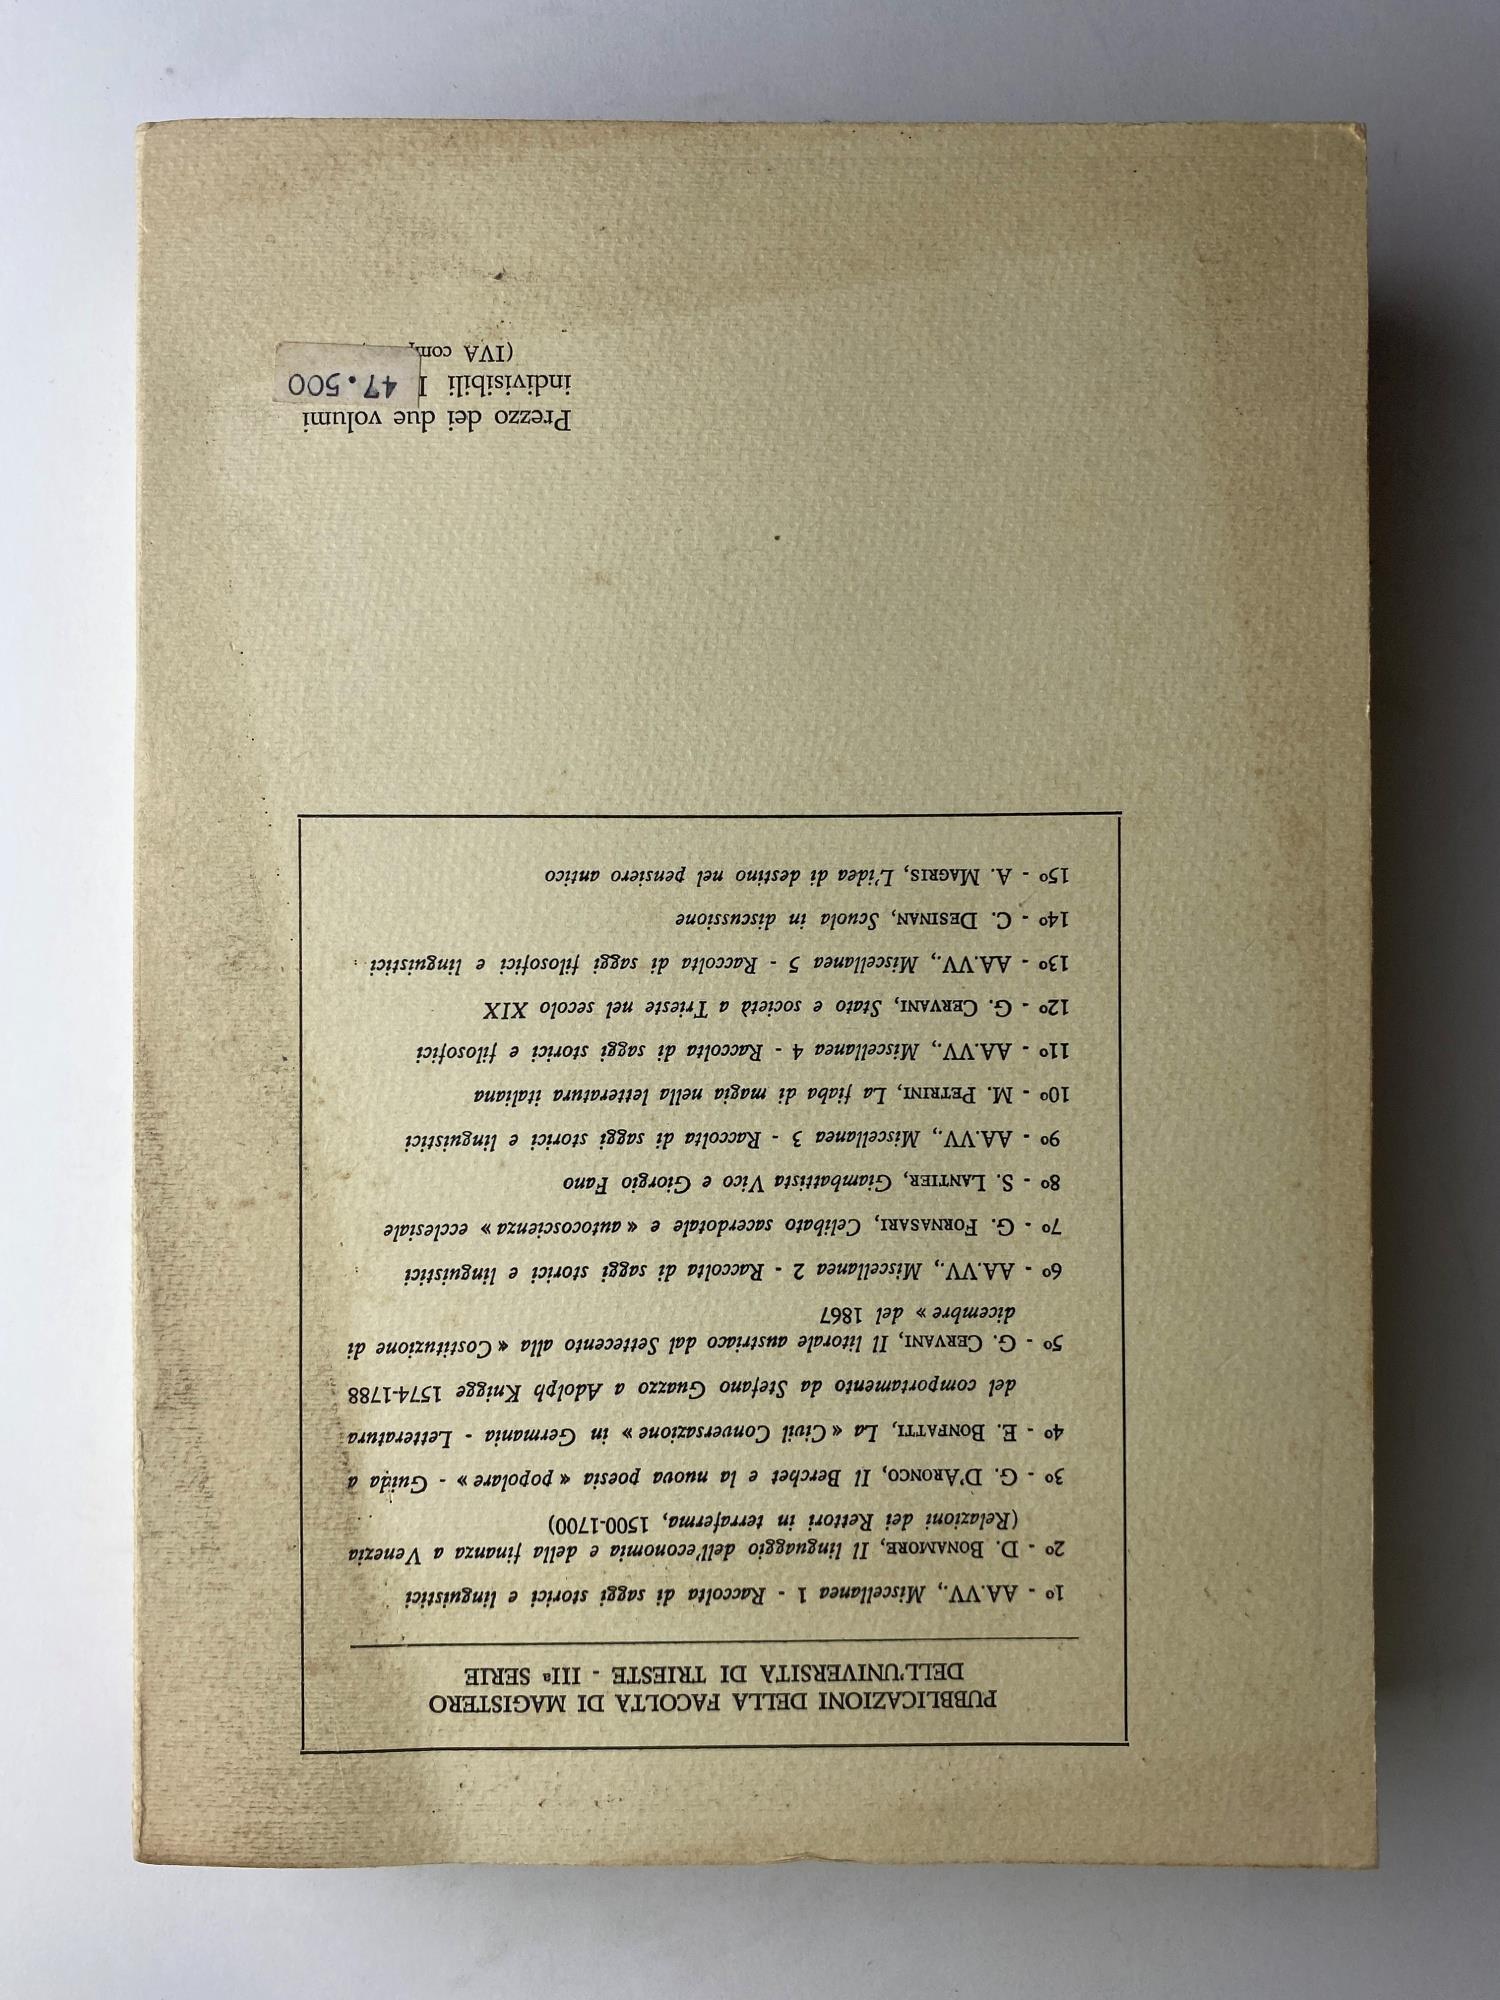 PUBBLICAZIONI DELLA FACOLTÀ DI MAGISTERO
DELL'UNIVERSITÀ DI TRIESTE - IIIª SERIE
1º - AA.VV., Miscellanea 1 - Raccolta di saggi storici e linguistici
2º - D. BONAMORE, Il linguaggio dell'economia e della finanza a Venezia
(Relazioni dei Rettori in terraferma, 1500-1700)
3º - G. D'ARONCO, Il Berchet e la nuova poesia « popolare » - Guida a
4º - E. BONFATTI, La « Civil Conversazione » in Germania - Letteratura
del comportamento da Stefano Guazzo a Adolph Knigge 1574-1788
5º - G. CERVANI, Il litorale austriaco dal Settecento alla « Costituzione di
dicembre » del 1867
6º - AA.VV., Miscellanea 2 - Raccolta di saggi storici e linguistici
7º - G. FORNASARI, Celibato sacerdotale e « autocoscienza » ecclesiale
8º - S. LANTIER, Giambattista Vico e Giorgio Fano
9º - AA.VV., Miscellanea 3 - Raccolta di saggi storici e linguistici
10º - M. PETRINI, La fiaba di magia nella letteratura italiana
11º - AA.VV., Miscellanea 4 - Raccolta di saggi storici e filosofici
12º - G. CERVANI, Stato e società a Trieste nel secolo XIX
13º - AA.VV., Miscellanea 5 - Raccolta di saggi filosofici e linguistici
14º - C. DESINAN, Scuola in discussione
15º - A. MAGRIS, L'idea di destino nel pensiero antico
Prezzo dei due volumi
indivisibili 47.500
(IVA